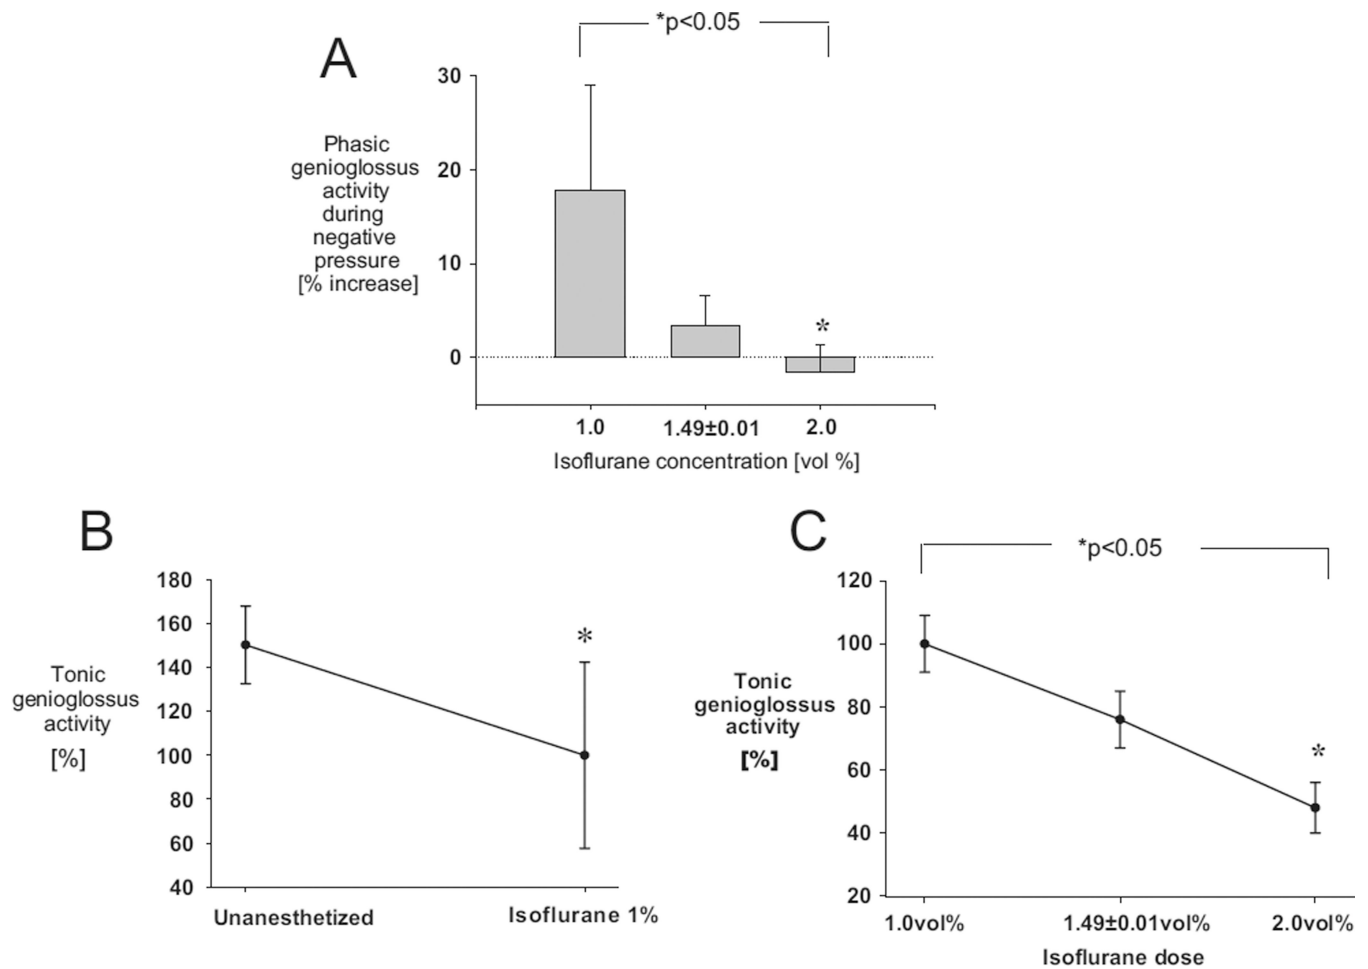 A
*p<0.05
Phasic
genioglossus
activity
during
negative
pressure
[% increase]
30
20
10
0
*
1.0 1.49±0.01 2.0
Isoflurane concentration [vol %]
B
Tonic
genioglossus
activity
[%]
180
160
140
120
100
80
60
40
*
Unanesthetized Isoflurane 1%
C
*p<0.05
Tonic
genioglossus
activity
[%]
120
100
80
60
40
20
*
1.0vol% 1.49±0.01vol% 2.0vol%
Isoflurane dose